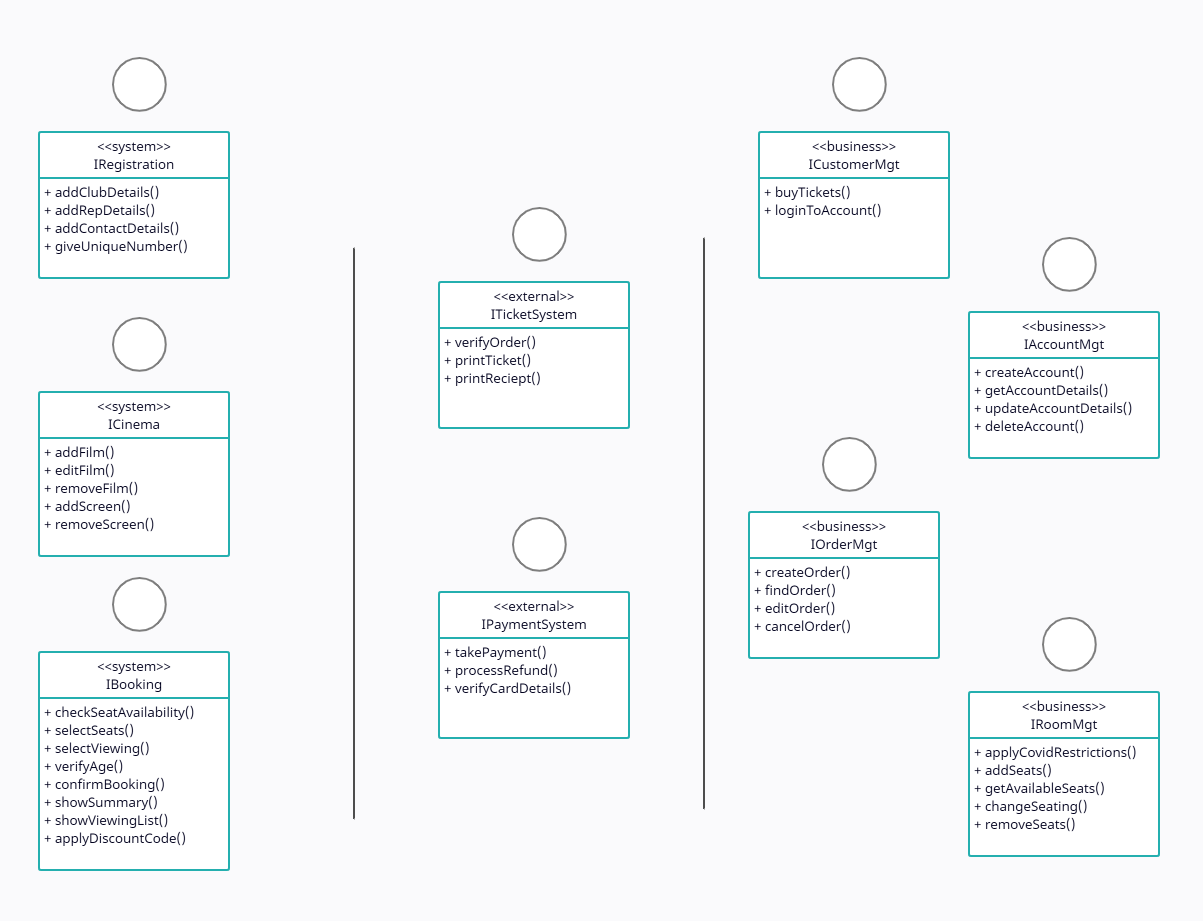 <<system>>
IRegistration
+ addClubDetails()
+ addRepDetails()
+ addContactDetails()
+ giveUniqueNumber()
<<system>>
ICinema
+ addFilm()
+ editFilm()
+ removeFilm()
+ addScreen()
+ removeScreen()
<<system>>
IBooking
+ checkSeatAvailability()
+ selectSeats()
+ selectViewing()
+ verifyAge()
+ confirmBooking()
+ showSummary()
+ showViewingList()
+ applyDiscountCode()
<<external>>
ITicketSystem
+ verifyOrder()
+ printTicket()
+ printReciept()
<<external>>
IPaymentSystem
+ takePayment()
+ processRefund()
+ verifyCardDetails()
<<business>>
ICustomerMgt
+ buyTickets()
+ loginToAccount()
<<business>>
IAccountMgt
+ createAccount()
+ getAccountDetails()
+ updateAccountDetails()
+ deleteAccount()
<<business>>
IOrderMgt
+ createOrder()
+ findOrder()
+ editOrder()
+ cancelOrder()
<<business>>
IRoomMgt
+ applyCovidRestrictions()
+ addSeats()
+ getAvailableSeats()
+ changeSeating()
+ removeSeats()